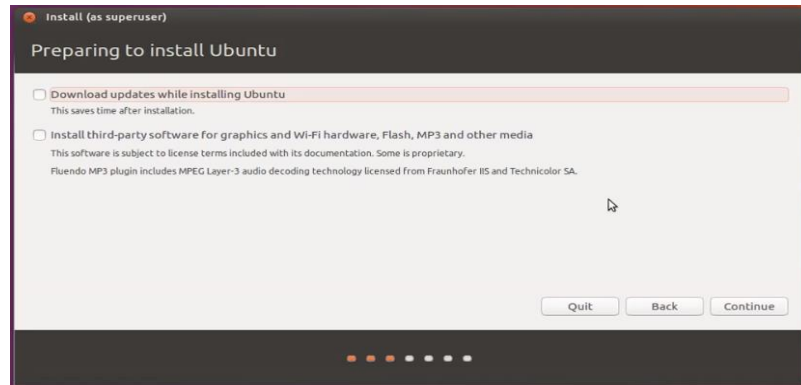 Install (as superuser)
Preparing to install Ubuntu
Download updates while installing Ubuntu
This saves time after installation.
Install third-party software for graphics and Wi-Fi hardware, Flash, MP3 and other media
This software is subject to license terms included with its documentation. Some is proprietary.
Fluendo MP3 plugin includes MPEG Layer-3 audio decoding technology licensed from Fraunhofer IIS and Technicolor SA.
Quit Back Continue